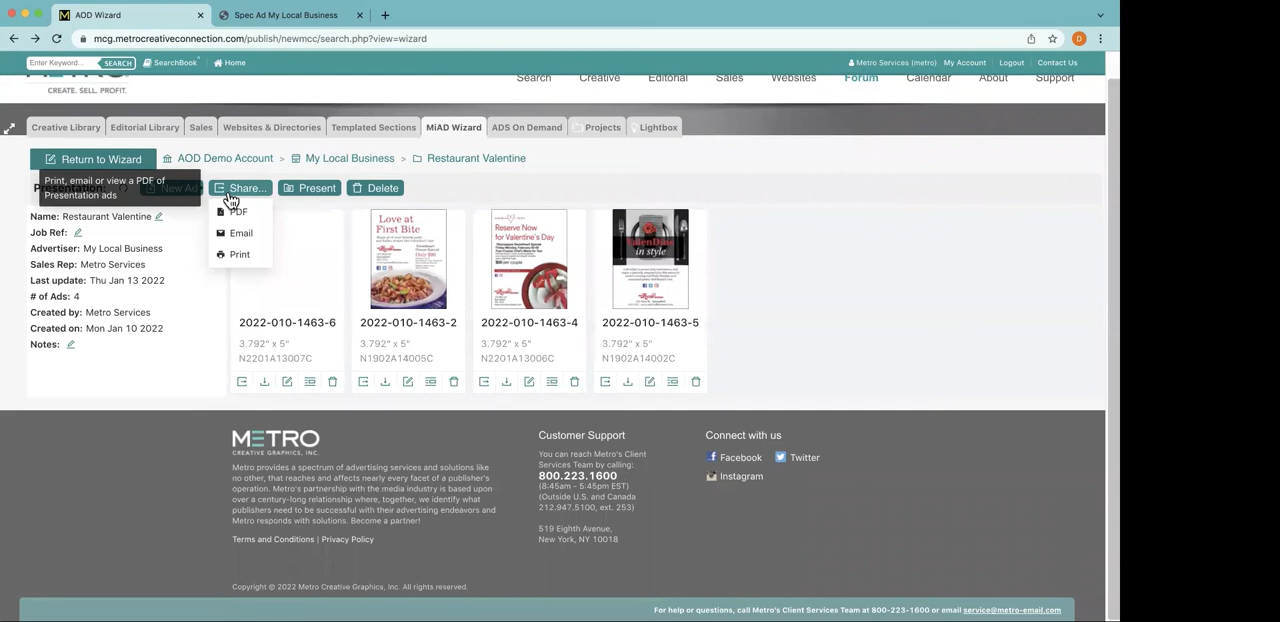 AOD Wizard
Spec Ad My Local Business
mcg.metrocreativeconnection.com/publish/newmcc/search.php?view=wizard
D
Enter Keyword... SEARCH SearchBook Home
Metro Services (metro) My Account Logout Contact Us
CREATE. SELL. PROFIT.
Search Creative Editorial Sales Websites Forum Calendar About Support
Creative Library Editorial Library Sales Websites & Directories Templated Sections MiAD Wizard ADS On Demand Projects Lightbox
Return to Wizard AOD Demo Account > My Local Business > Restaurant Valentine
Print, email or view a PDF of
Presentation ads
New Ad Share... Present Delete
PDF
Email
Print
Name: Restaurant Valentine
Job Ref:
Advertiser: My Local Business
Sales Rep: Metro Services
Last update: Thu Jan 13 2022
# of Ads: 4
Created by: Metro Services
Created on: Mon Jan 10 2022
Notes:
Love at
First Bite
Reserve Now
for Valentine's Day
ValenDine
in style
2022-010-1463-6 2022-010-1463-2 2022-010-1463-4 2022-010-1463-5
3.792" x 5" 3.792" x 5" 3.792" x 5" 3.792" x 5"
N2201A13007C N1902A14005C N2201A13006C N1902A14002C
METRO
CREATIVE GRAPHICS, INC.
Metro provides a spectrum of advertising services and solutions like
no other, that reaches and affects nearly every facet of a publisher's
operation. Metro's partnership with the media industry is based upon
over a century-long relationship where, together, we identify what
publishers need to be successful with their advertising endeavors and
Metro responds with solutions. Become a partner!
Terms and Conditions | Privacy Policy
Customer Support
You can reach Metro's Client
Services Team by calling:
800.223.1600
(8:45am - 5:45pm EST)
(Outside U.S. and Canada
212.947.5100, ext. 253)
519 Eighth Avenue,
New York, NY 10018
Connect with us
Facebook Twitter
Instagram
Copyright © 2022 Metro Creative Graphics, Inc. All rights reserved.
For help or questions, call Metro's Client Services Team at 800-223-1600 or email service@metro-email.com